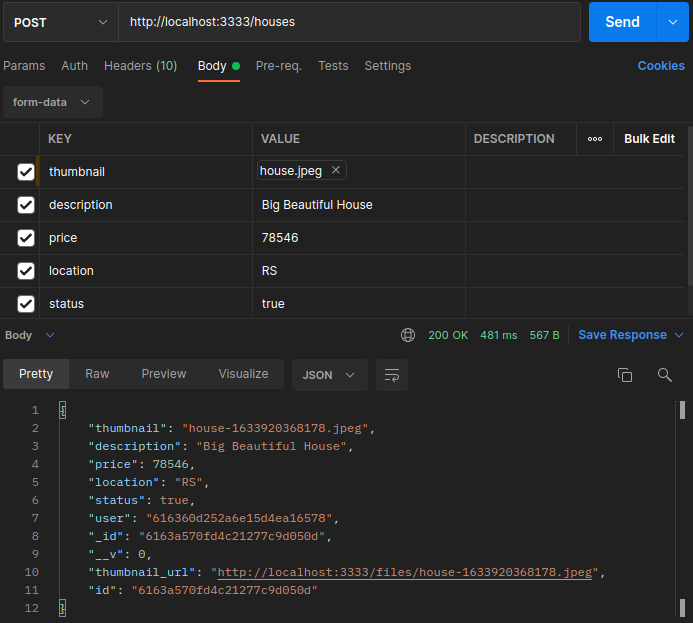 POST http://localhost:3333/houses Send
Params Auth Headers (10) Body Pre-req. Tests Settings Cookies
form-data
KEY VALUE DESCRIPTION ooo Bulk Edit
thumbnail house.jpeg ×
description Big Beautiful House
price 78546
location RS
status true
Body 200 OK 481 ms 567 B Save Response
Pretty Raw Preview Visualize JSON
1 {
2 "thumbnail": "house-1633920368178.jpeg",
3 "description": "Big Beautiful House",
4 "price": 78546,
5 "location": "RS",
6 "status": true,
7 "user": "616360d252a6e15d4ea16578",
8 "_id": "6163a570fd4c21277c9d050d",
9 "__v": 0,
10 "thumbnail_url": "http://localhost:3333/files/house-1633920368178.jpeg",
11 "id": "6163a570fd4c21277c9d050d"
12 }